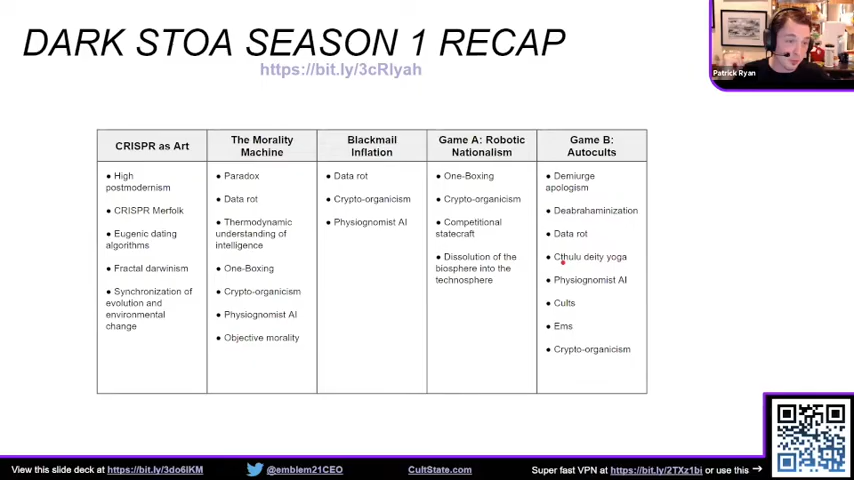 DARK STOA SEASON 1 RECAP
https://bit.ly/3cRlyah
Patrick Ryan
CRISPR as Art
• High
postmodernism
• CRISPR Merfolk
• Eugenic dating
algorithms
• Fractal darwinism
• Synchronization of
evolution and
environmental
change
The Morality
Machine
• Paradox
• Data rot
• Thermodynamic
understanding of
intelligence
• One-Boxing
• Crypto-organicism
• Physiognomist AI
• Objective morality
Blackmail
Inflation
• Data rot
• Crypto-organicism
• Physiognomist AI
Game A: Robotic
Nationalism
• One-Boxing
• Crypto-organicism
• Competitional
statecraft
• Dissolution of the
biosphere into the
technosphere
Game B:
Autocults
• Demiurge
apologism
• Deabrahaminization
• Data rot
• Cthulu deity yoga
• Physiognomist AI
• Cults
• Ems
• Crypto-organicism
View this slide deck at https://bit.ly/3do6lKM
@emblem21CEO
CultState.com
Super fast VPN at https://bit.ly/2TXz1bi or use this →